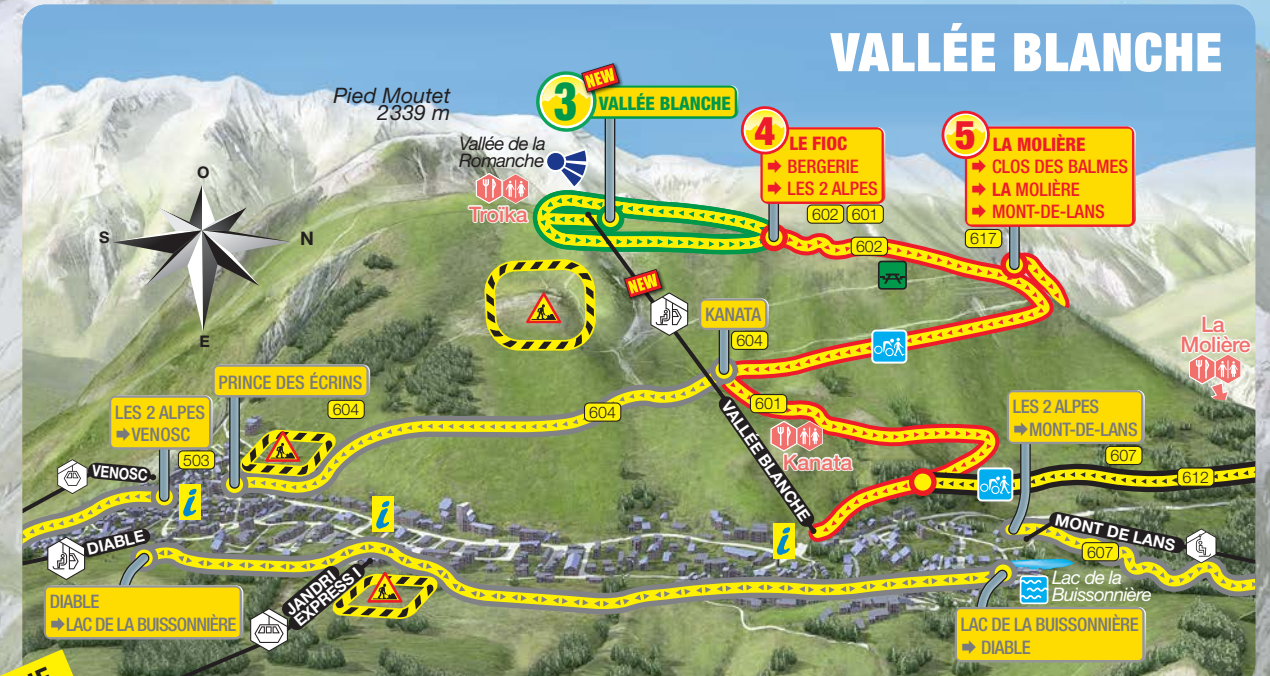 VALLÉE BLANCHE
Pied Moutet
2339 m
Vallée de la
Romanche
Troïka
3
NEW
VALLÉE BLANCHE
4
LE FIOC
➡ BERGERIE
➡ LES 2 ALPES
602 601
602
5
LA MOLIÈRE
➡ CLOS DES BALMES
➡ LA MOLIÈRE
➡ MONT-DE-LANS
617
O
S
N
E
NEW
KANATA
604
La
Molière
PRINCE DES ÉCRINS
604
604
601
Kanata
VALLÉE BLANCHE
LES 2 ALPES
➡ VENOSC
503
VENOSC
i
i
i
LES 2 ALPES
➡ MONT-DE-LANS
607
612
DIABLE
MONT DE LANS
607
Lac de la
Buissonnière
DIABLE
➡ LAC DE LA BUISSONNIÈRE
JANDRI
EXPRESS I
LAC DE LA BUISSONNIÈRE
➡ DIABLE